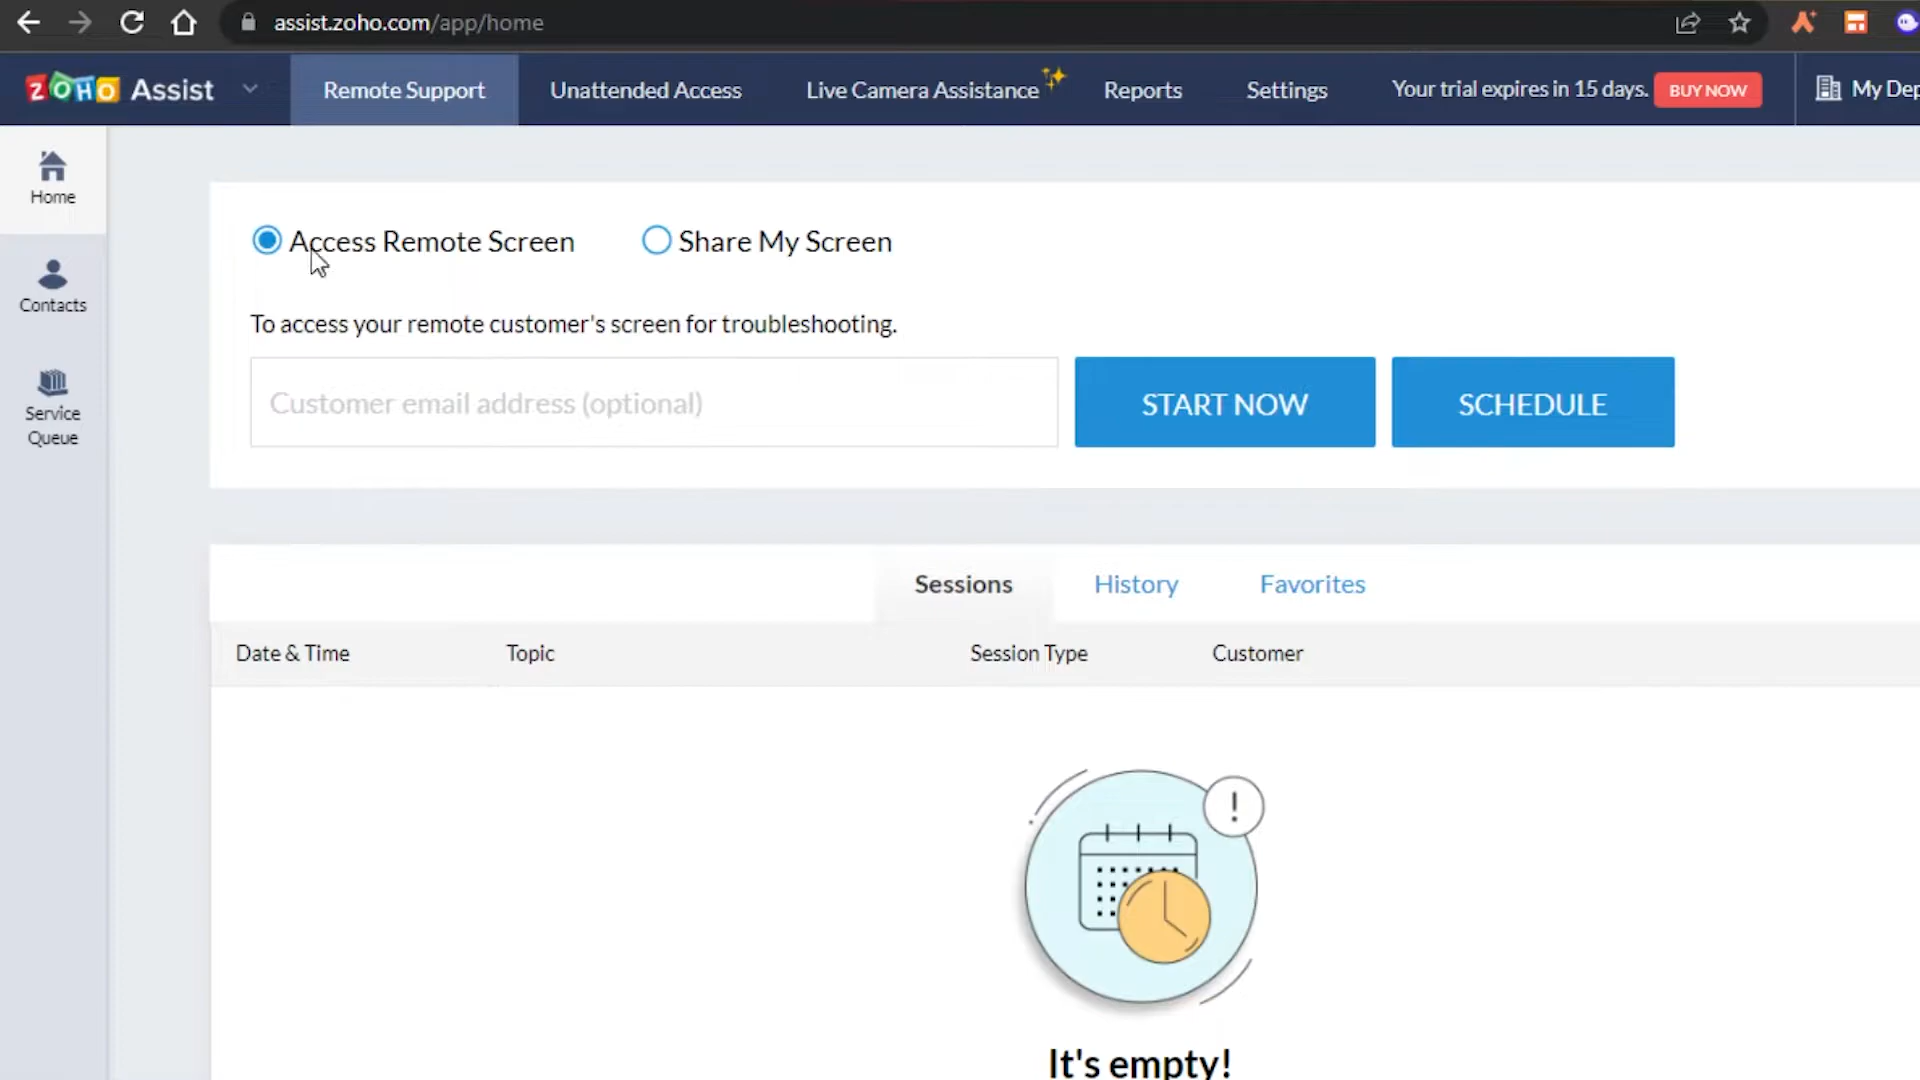 assist.zoho.com/app/home
ZOHO Assist
Remote Support
Unattended Access
Live Camera Assistance
Reports
Settings
Your trial expires in 15 days.
BUY NOW
My Dep
Home
Contacts
Service
Queue
Access Remote Screen
Share My Screen
To access your remote customer's screen for troubleshooting.
Customer email address (optional)
START NOW
SCHEDULE
Sessions
History
Favorites
Date & Time
Topic
Session Type
Customer
!
It's empty!